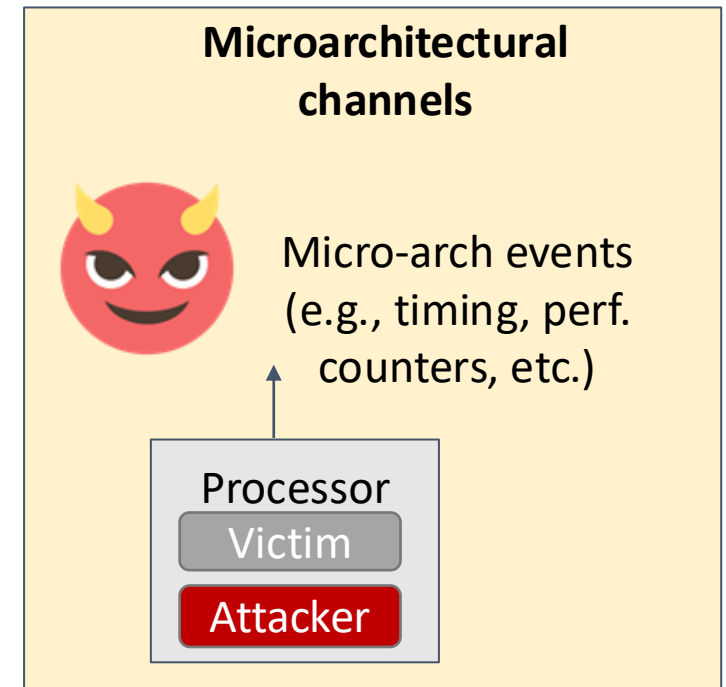 Microarchitectural
channels
Micro-arch events
(e.g., timing, perf.
counters, etc.)
Processor
Victim
Attacker